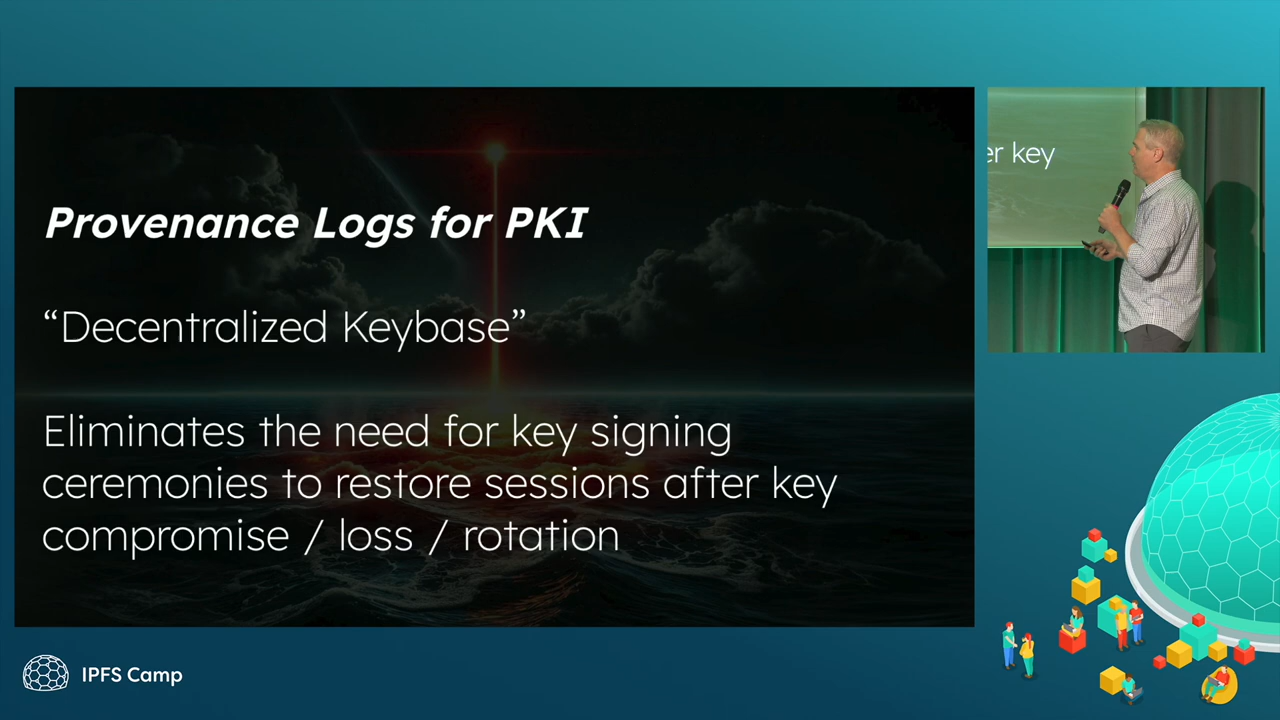 Provenance Logs for PKI
“Decentralized Keybase”
Eliminates the need for key signing
ceremonies to restore sessions after key
compromise / loss / rotation
er key
IPFS Camp